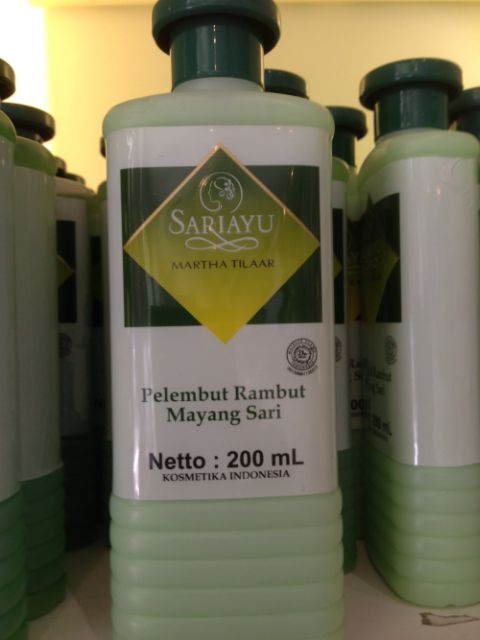 SARIAYU
MARTHA TILAAR
Pelembut Rambut
Mayang Sari
Netto : 200 mL
KOSMETIKA INDONESIA